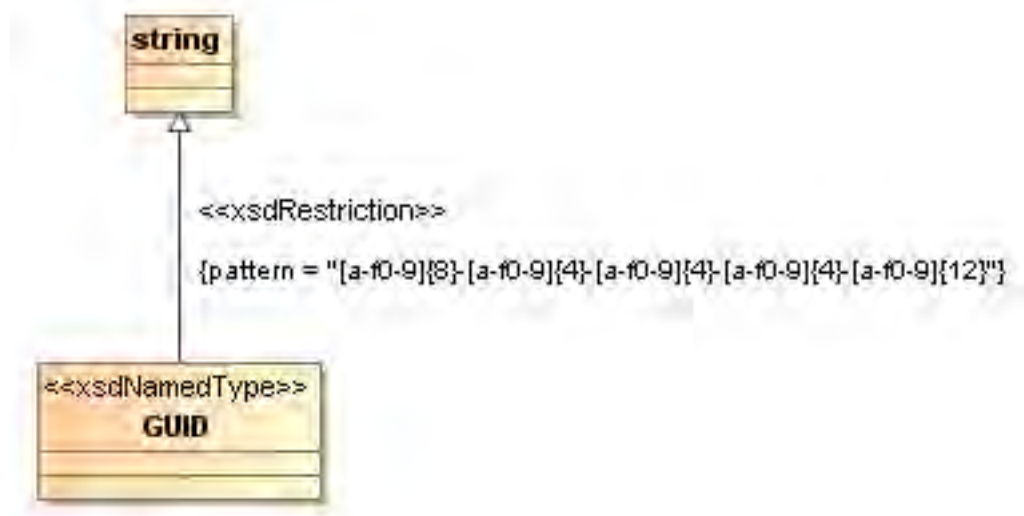 string
<<xsdRestriction>>
{pattern = "[a-f0-9]{8}-[a-f0-9]{4}-[a-f0-9]{4}-[a-f0-9]{4}-[a-f0-9]{12}"}
<<xsdNamedType>>
GUID